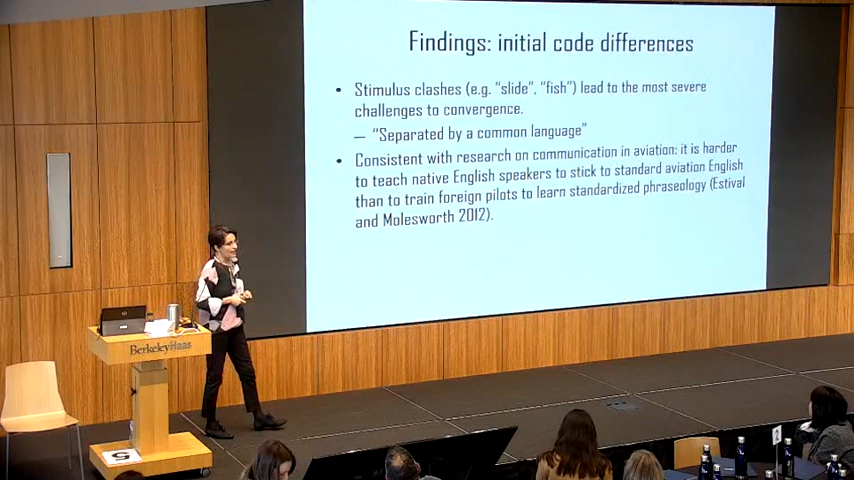 Findings: initial code differences
• Stimulus clashes (e.g. "slide", "fish") lead to the most severe
challenges to convergence.
– "Separated by a common language"
• Consistent with research on communication in aviation: it is harder
to teach native English speakers to stick to standard aviation English
than to train foreign pilots to learn standardized phraseology (Estival
and Molesworth 2012).
BerkeleyHaas
5